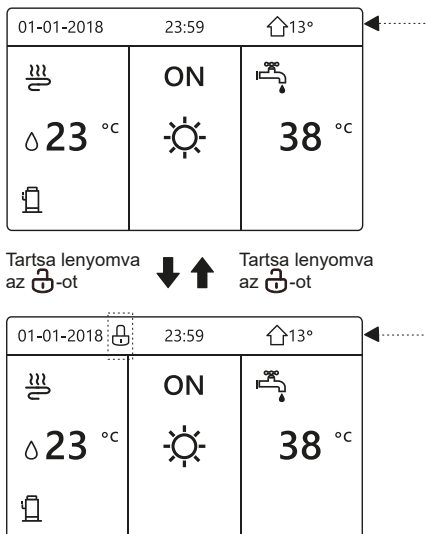 01-01-2018 23:59 13°
ON
23 °C 38 °C
Tartsa lenyomva Tartsa lenyomva
az -ot az -ot
01-01-2018 23:59 13°
ON
23 °C 38 °C